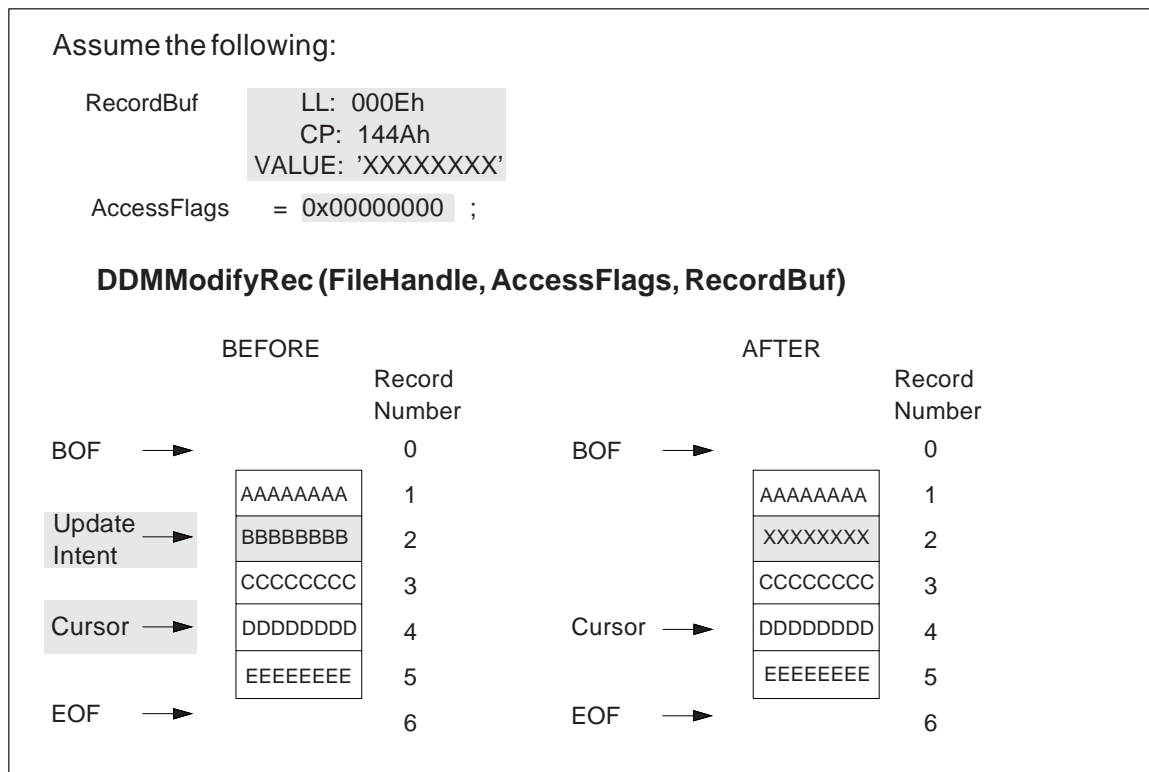 Assume the following:
RecordBuf LL: 000Eh
CP: 144Ah
VALUE: ’XXXXXXXX’
AccessFlags = 0x00000000 ;
DDMModifyRec (FileHandle, AccessFlags, RecordBuf)
BEFORE AFTER
Record Record
Number Number
BOF 0 BOF 0
AAAAAAAA 1 AAAAAAAA 1
Update
Intent BBBBBBBB 2 XXXXXXXX 2
CCCCCCCC 3 CCCCCCCC 3
Cursor DDDDDDDD 4 Cursor DDDDDDDD 4
EEEEEEEE 5 EEEEEEEE 5
EOF 6 EOF 6